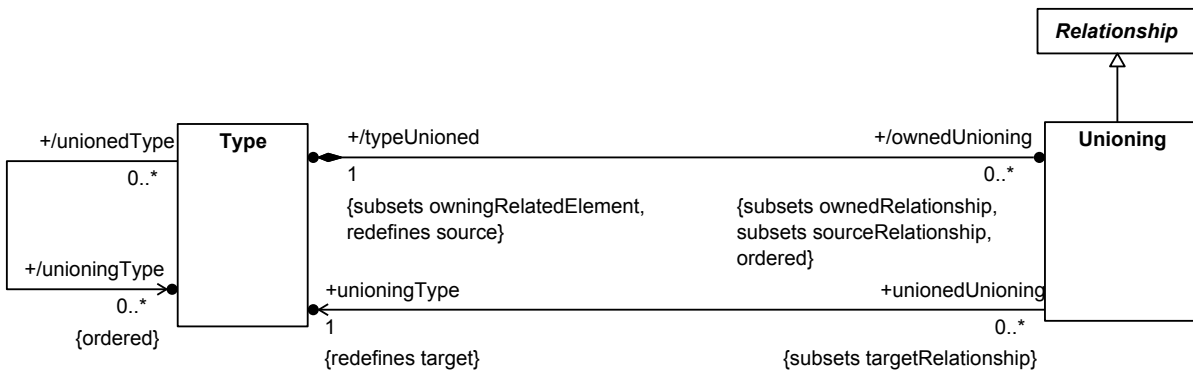 Relationship
+/unionedType
Type
+/typeUnioned
+/ownedUnioning
Unioning
0..*
1
0..*
{subsets owningRelatedElement,
redefines source}
{subsets ownedRelationship,
subsets sourceRelationship,
ordered}
+/unioningType
+unioningType
+unionedUnioning
0..*
1
0..*
{ordered}
{redefines target}
{subsets targetRelationship}